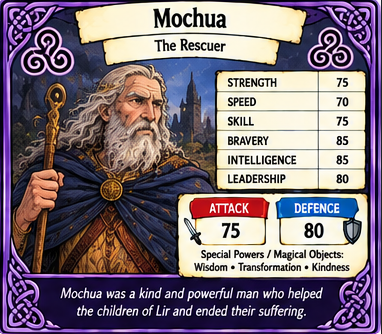 Mochua
The Rescuer
STRENGTH 75
SPEED 70
SKILL 75
BRAVERY 85
INTELLIGENCE 85
LEADERSHIP 80
ATTACK DEFENCE
75 80
Special Powers / Magical Objects:
Wisdom • Transformation • Kindness
Mochua was a kind and powerful man who helped
the children of Lir and ended their suffering.